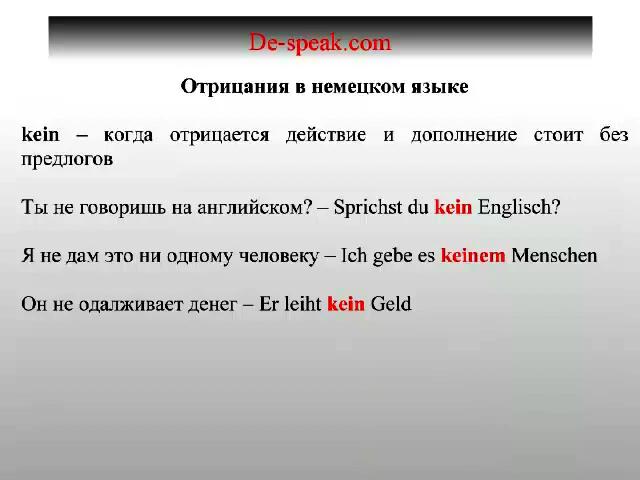 De-speak.com
Отрицания в немецком языке
kein – когда отрицается действие и дополнение стоит без
предлогов
Ты не говоришь на английском? – Sprichst du kein Englisch?
Я не дам это ни одному человеку – Ich gebe es keinem Menschen
Он не одалживает денег – Er leiht kein Geld